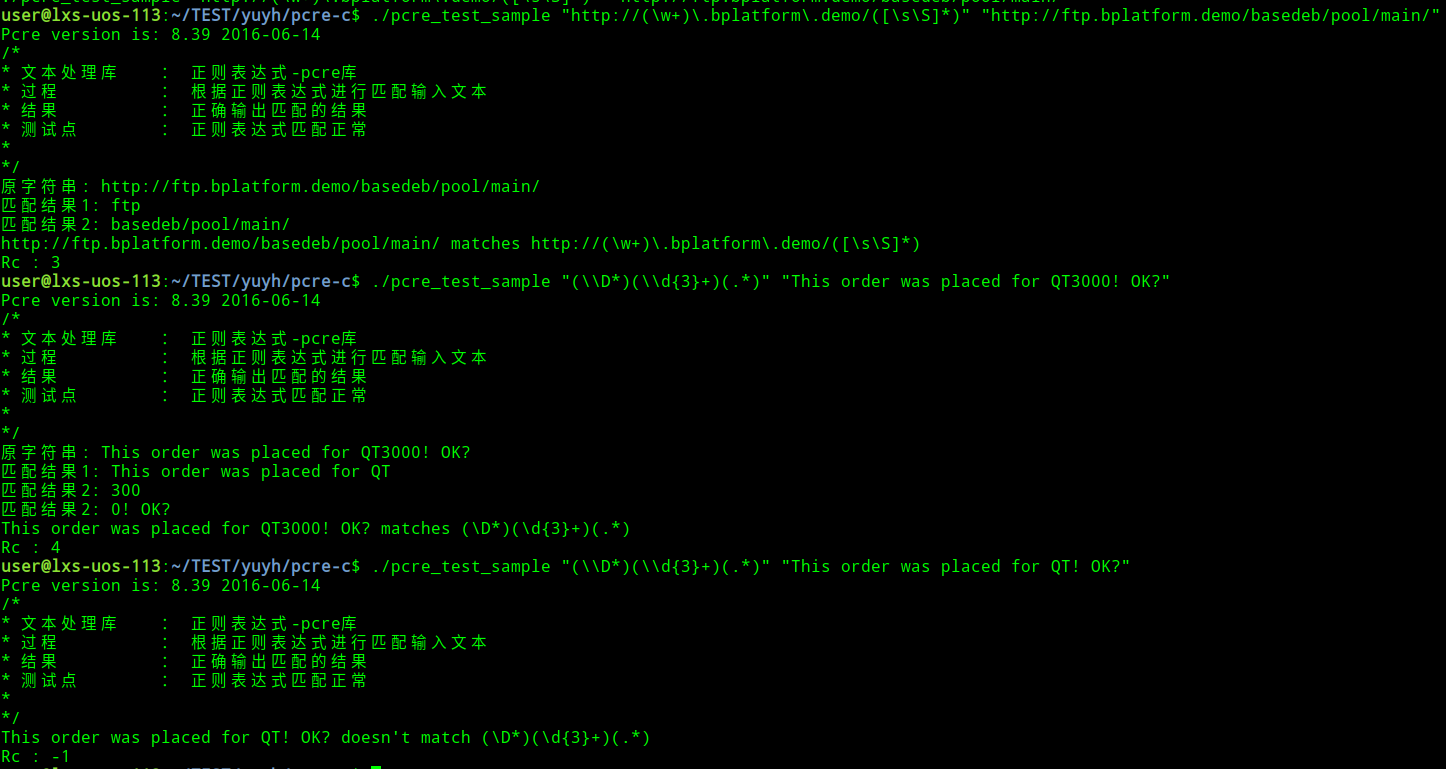 user@lxs-uos-113:~/TEST/yuyh/pcre-c$ ./pcre_test_sample "http://(\w+)\.bplatform\.demo/([\s\S]*)" "http://ftp.bplatform.demo/basedeb/pool/main/"
Pcre version is: 8.39 2016-06-14
/*
* 文本处理库 : 正则表达式-pcre库
* 过程 : 根据正则表达式进行匹配输入文本
* 结果 : 正确输出匹配的结果
* 测试点 : 正则表达式匹配正常
*
*/
原字符串: http://ftp.bplatform.demo/basedeb/pool/main/
匹配结果1: ftp
匹配结果2: basedeb/pool/main/
http://ftp.bplatform.demo/basedeb/pool/main/ matches http://(\w+)\.bplatform\.demo/([\s\S]*)
Rc : 3
user@lxs-uos-113:~/TEST/yuyh/pcre-c$ ./pcre_test_sample "(\\D*)(\\d{3}+)(.*)" "This order was placed for QT3000! OK?"
Pcre version is: 8.39 2016-06-14
/*
* 文本处理库 : 正则表达式-pcre库
* 过程 : 根据正则表达式进行匹配输入文本
* 结果 : 正确输出匹配的结果
* 测试点 : 正则表达式匹配正常
*
*/
原字符串: This order was placed for QT3000! OK?
匹配结果1: This order was placed for QT
匹配结果2: 300
匹配结果2: 0! OK?
This order was placed for QT3000! OK? matches (\D*)(\d{3}+)(.*)
Rc : 4
user@lxs-uos-113:~/TEST/yuyh/pcre-c$ ./pcre_test_sample "(\\D*)(\\d{3}+)(.*)" "This order was placed for QT! OK?"
Pcre version is: 8.39 2016-06-14
/*
* 文本处理库 : 正则表达式-pcre库
* 过程 : 根据正则表达式进行匹配输入文本
* 结果 : 正确输出匹配的结果
* 测试点 : 正则表达式匹配正常
*
*/
This order was placed for QT! OK? doesn't match (\D*)(\d{3}+)(.*)
Rc : -1